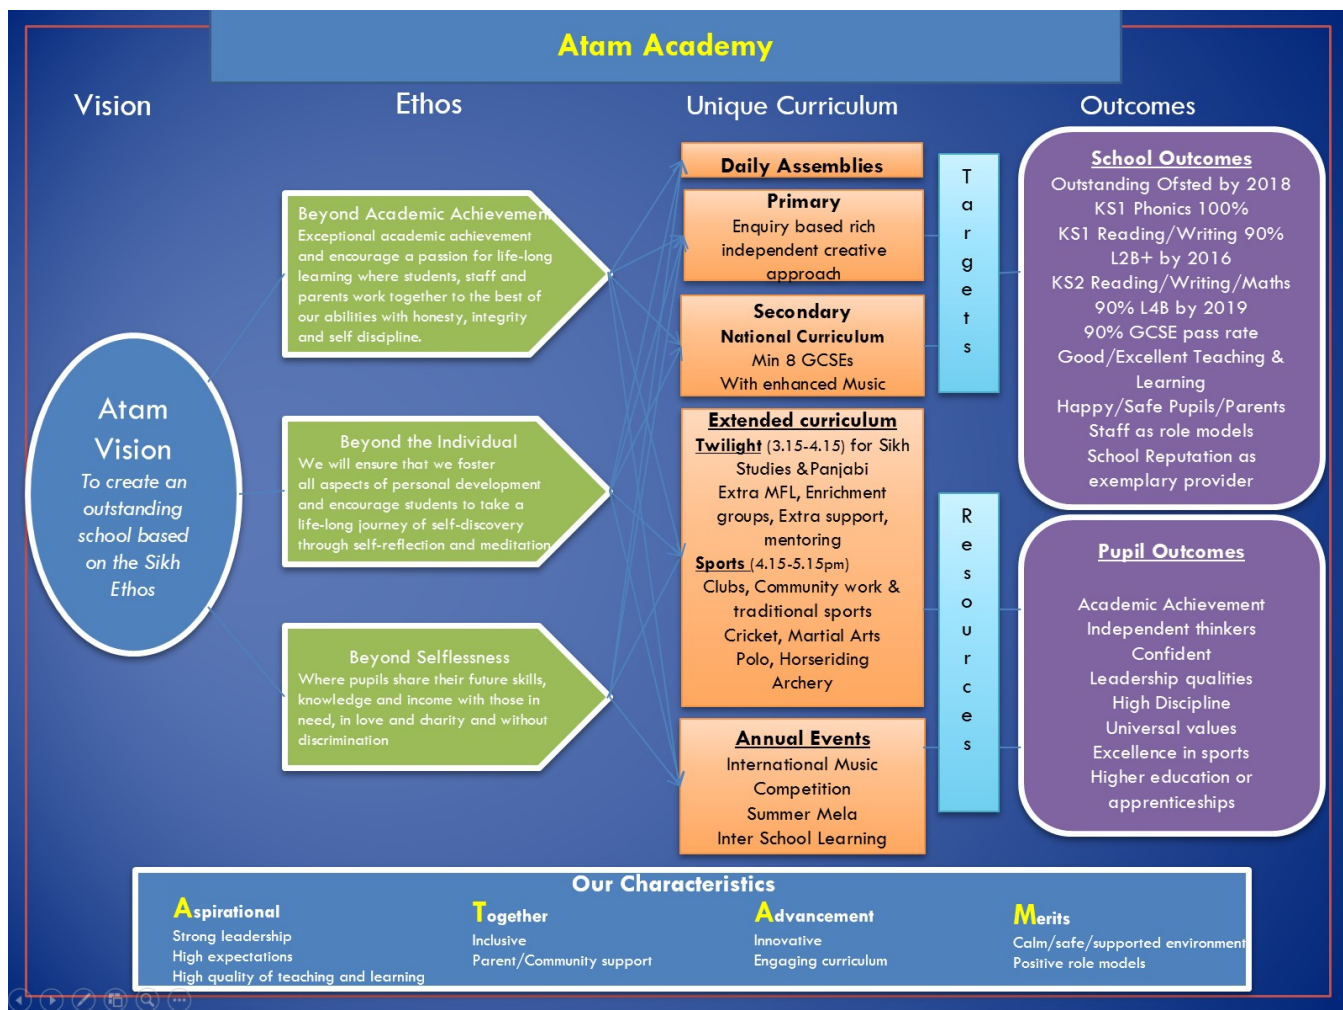 Atam Academy
Vision
Ethos
Unique Curriculum
Outcomes
Atam
Vision
To create an
outstanding
school based
on the Sikh
Ethos
Beyond Academic Achievement
Exceptional academic achievement
and encourage a passion for life-long
learning where students, staff and
parents work together to the best of
our abilities with honesty, integrity
and self discipline.
Beyond the Individual
We will ensure that we foster
all aspects of personal development
and encourage students to take a
life-long journey of self-discovery
through self-reflection and meditation
Beyond Selflessness
Where pupils share their future skills,
knowledge and income with those in
need, in love and charity and without
discrimination
Daily Assemblies
Primary
Enquiry based rich
independent creative
approach
Secondary
National Curriculum
Min 8 GCSEs
With enhanced Music
Extended curriculum
Twilight (3.15-4.15) for Sikh
Studies &Panjabi
Extra MFL, Enrichment
groups, Extra support,
mentoring
Sports (4.15-5.15pm)
Clubs, Community work &
traditional sports
Cricket, Martial Arts
Polo, Horseriding
Archery
Annual Events
International Music
Competition
Summer Mela
Inter School Learning
Targets
Resources
School Outcomes
Outstanding Ofsted by 2018
KS1 Phonics 100%
KS1 Reading/Writing 90%
L2B+ by 2016
KS2 Reading/Writing/Maths
90% L4B by 2019
90% GCSE pass rate
Good/Excellent Teaching &
Learning
Happy/Safe Pupils/Parents
Staff as role models
School Reputation as
exemplary provider
Pupil Outcomes
Academic Achievement
Independent thinkers
Confident
Leadership qualities
High Discipline
Universal values
Excellence in sports
Higher education or
apprenticeships
Our Characteristics
Aspirational
Strong leadership
High expectations
High quality of teaching and learning
Together
Inclusive
Parent/Community support
Advancement
Innovative
Engaging curriculum
Merits
Calm/safe/supported environment
Positive role models